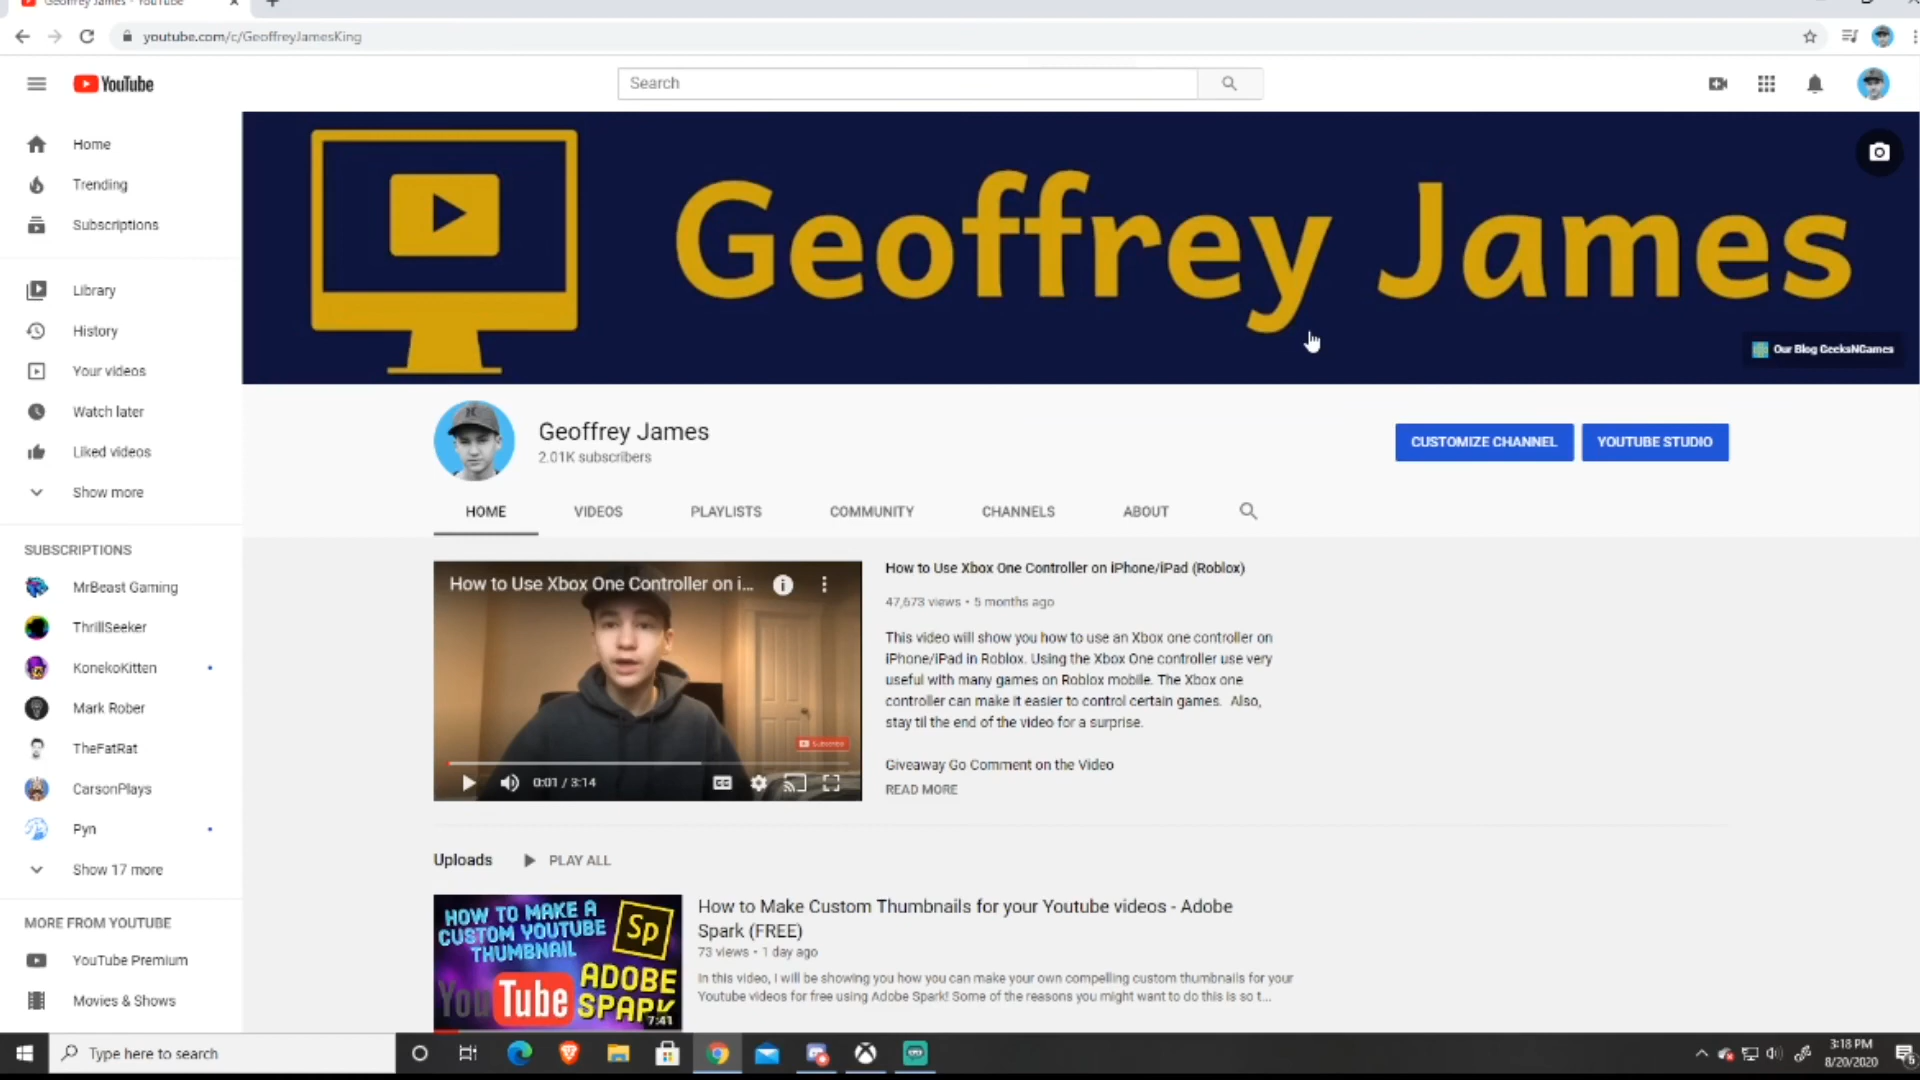 Geoffrey James - YouTube
youtube.com/c/GeoffreyJamesKing
YouTube
Search
Home
Trending
Subscriptions
Library
History
Your videos
Watch later
Liked videos
Show more
SUBSCRIPTIONS
MrBeast Gaming
ThrillSeeker
KonekoKitten
Mark Rober
TheFatRat
CarsonPlays
Pyn
Show 17 more
MORE FROM YOUTUBE
YouTube Premium
Movies & Shows
Geoffrey James
Our Blog GeeksNGames
Geoffrey James
2.01K subscribers
CUSTOMIZE CHANNEL
YOUTUBE STUDIO
HOME
VIDEOS
PLAYLISTS
COMMUNITY
CHANNELS
ABOUT
How to Use Xbox One Controller on i...
Subscribe
0:01 / 3:14
How to Use Xbox One Controller on iPhone/iPad (Roblox)
47,673 views • 5 months ago
This video will show you how to use an Xbox one controller on
iPhone/iPad in Roblox. Using the Xbox One controller use very
useful with many games on Roblox mobile. The Xbox one
controller can make it easier to control certain games. Also,
stay til the end of the video for a surprise.
Giveaway Go Comment on the Video
READ MORE
Uploads
PLAY ALL
HOW TO MAKE A
CUSTOM YOUTUBE
THUMBNAIL
Sp
ADOBE
SPARK
YouTube
7:41
How to Make Custom Thumbnails for your Youtube videos - Adobe
Spark (FREE)
73 views • 1 day ago
In this video, I will be showing you how you can make your own compelling custom thumbnails for your
Youtube videos for free using Adobe Spark! Some of the reasons you might want to do this is so t...
Type here to search
3:18 PM
8/20/2020